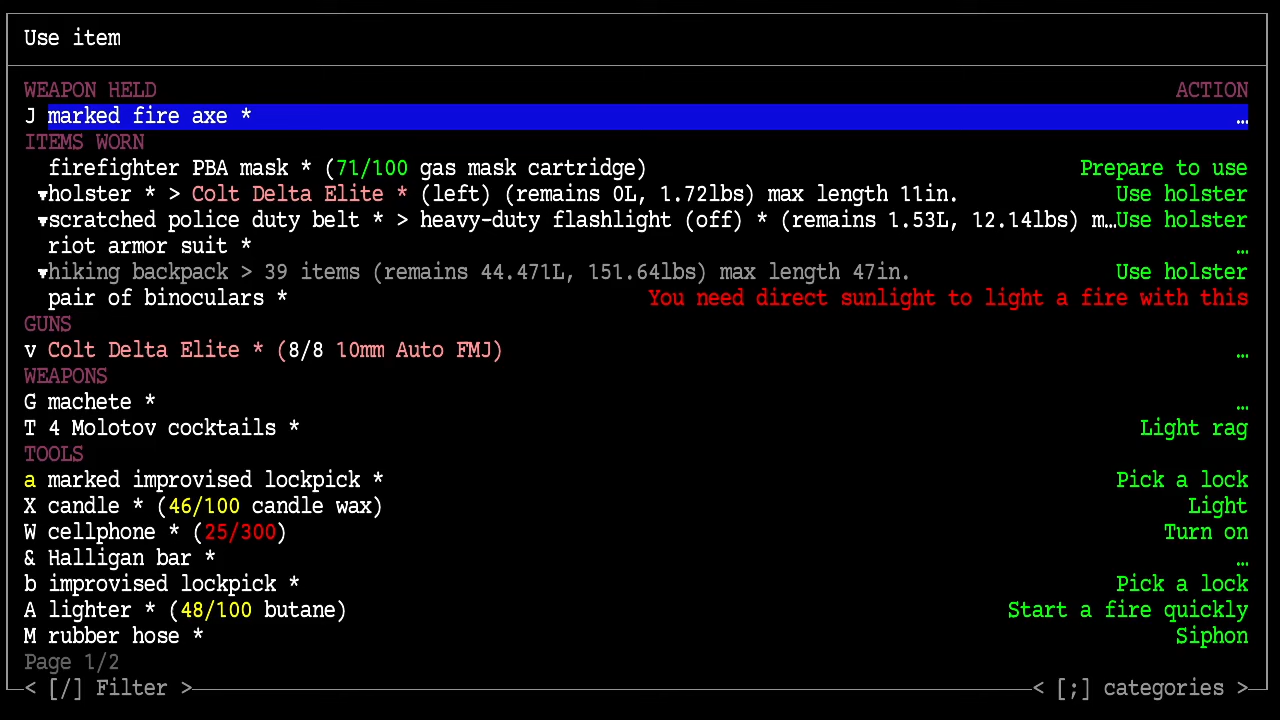 Use item
WEAPON HELD ACTION
J marked fire axe * …
ITEMS WORN
firefighter PBA mask * (71/100 gas mask cartridge) Prepare to use
▾holster * > Colt Delta Elite * (left) (remains 0L, 1.72lbs) max length 11in. Use holster
▾scratched police duty belt * > heavy-duty flashlight (off) * (remains 1.53L, 12.14lbs) m…Use holster
riot armor suit * …
▾hiking backpack > 39 items (remains 44.471L, 151.64lbs) max length 47in. Use holster
pair of binoculars * You need direct sunlight to light a fire with this
GUNS
v Colt Delta Elite * (8/8 10mm Auto FMJ) …
WEAPONS
G machete * …
T 4 Molotov cocktails * Light rag
TOOLS
a marked improvised lockpick * Pick a lock
X candle * (46/100 candle wax) Light
W cellphone * (25/300) Turn on
& Halligan bar * …
b improvised lockpick * Pick a lock
A lighter * (48/100 butane) Start a fire quickly
M rubber hose * Siphon
Page 1/2
< [/] Filter > < [;] categories >